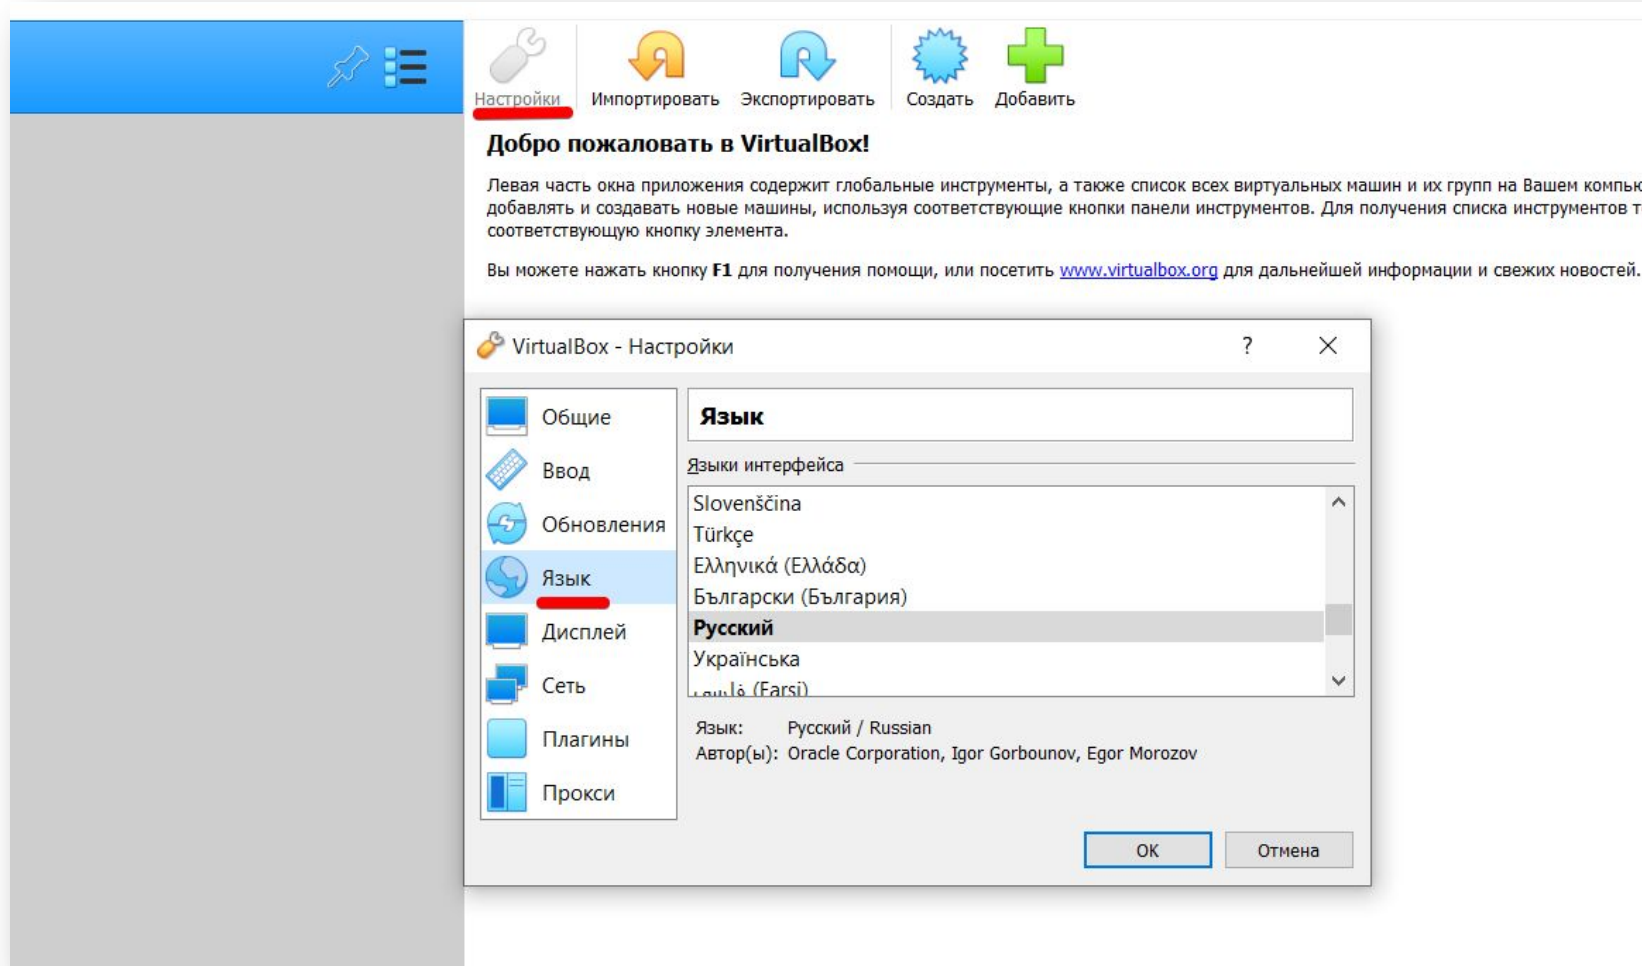 Настройки Импортировать Экспортировать Создать Добавить
Добро пожаловать в VirtualBox!
Левая часть окна приложения содержит глобальные инструменты, а также список всех виртуальных машин и их групп на Вашем
добавлять и создавать новые машины, используя соответствующие кнопки панели инструментов. Для получения списка инструментов
соответствующую кнопку элемента.
Вы можете нажать кнопку F1 для получения помощи, или посетить www.virtualbox.org для дальнейшей информации и свежих новостей.
VirtualBox - Настройки
Общие
Ввод
Обновления
Язык
Дисплей
Сеть
Плагины
Прокси
Язык
Языки интерфейса
Slovenščina
Türkçe
Ελληνικά (Ελλάδα)
Български (България)
Русский
Українська
(Farsi)
Язык: Русский / Russian
Автор(ы): Oracle Corporation, Igor Gorbounov, Egor Morozov
OK Отмена